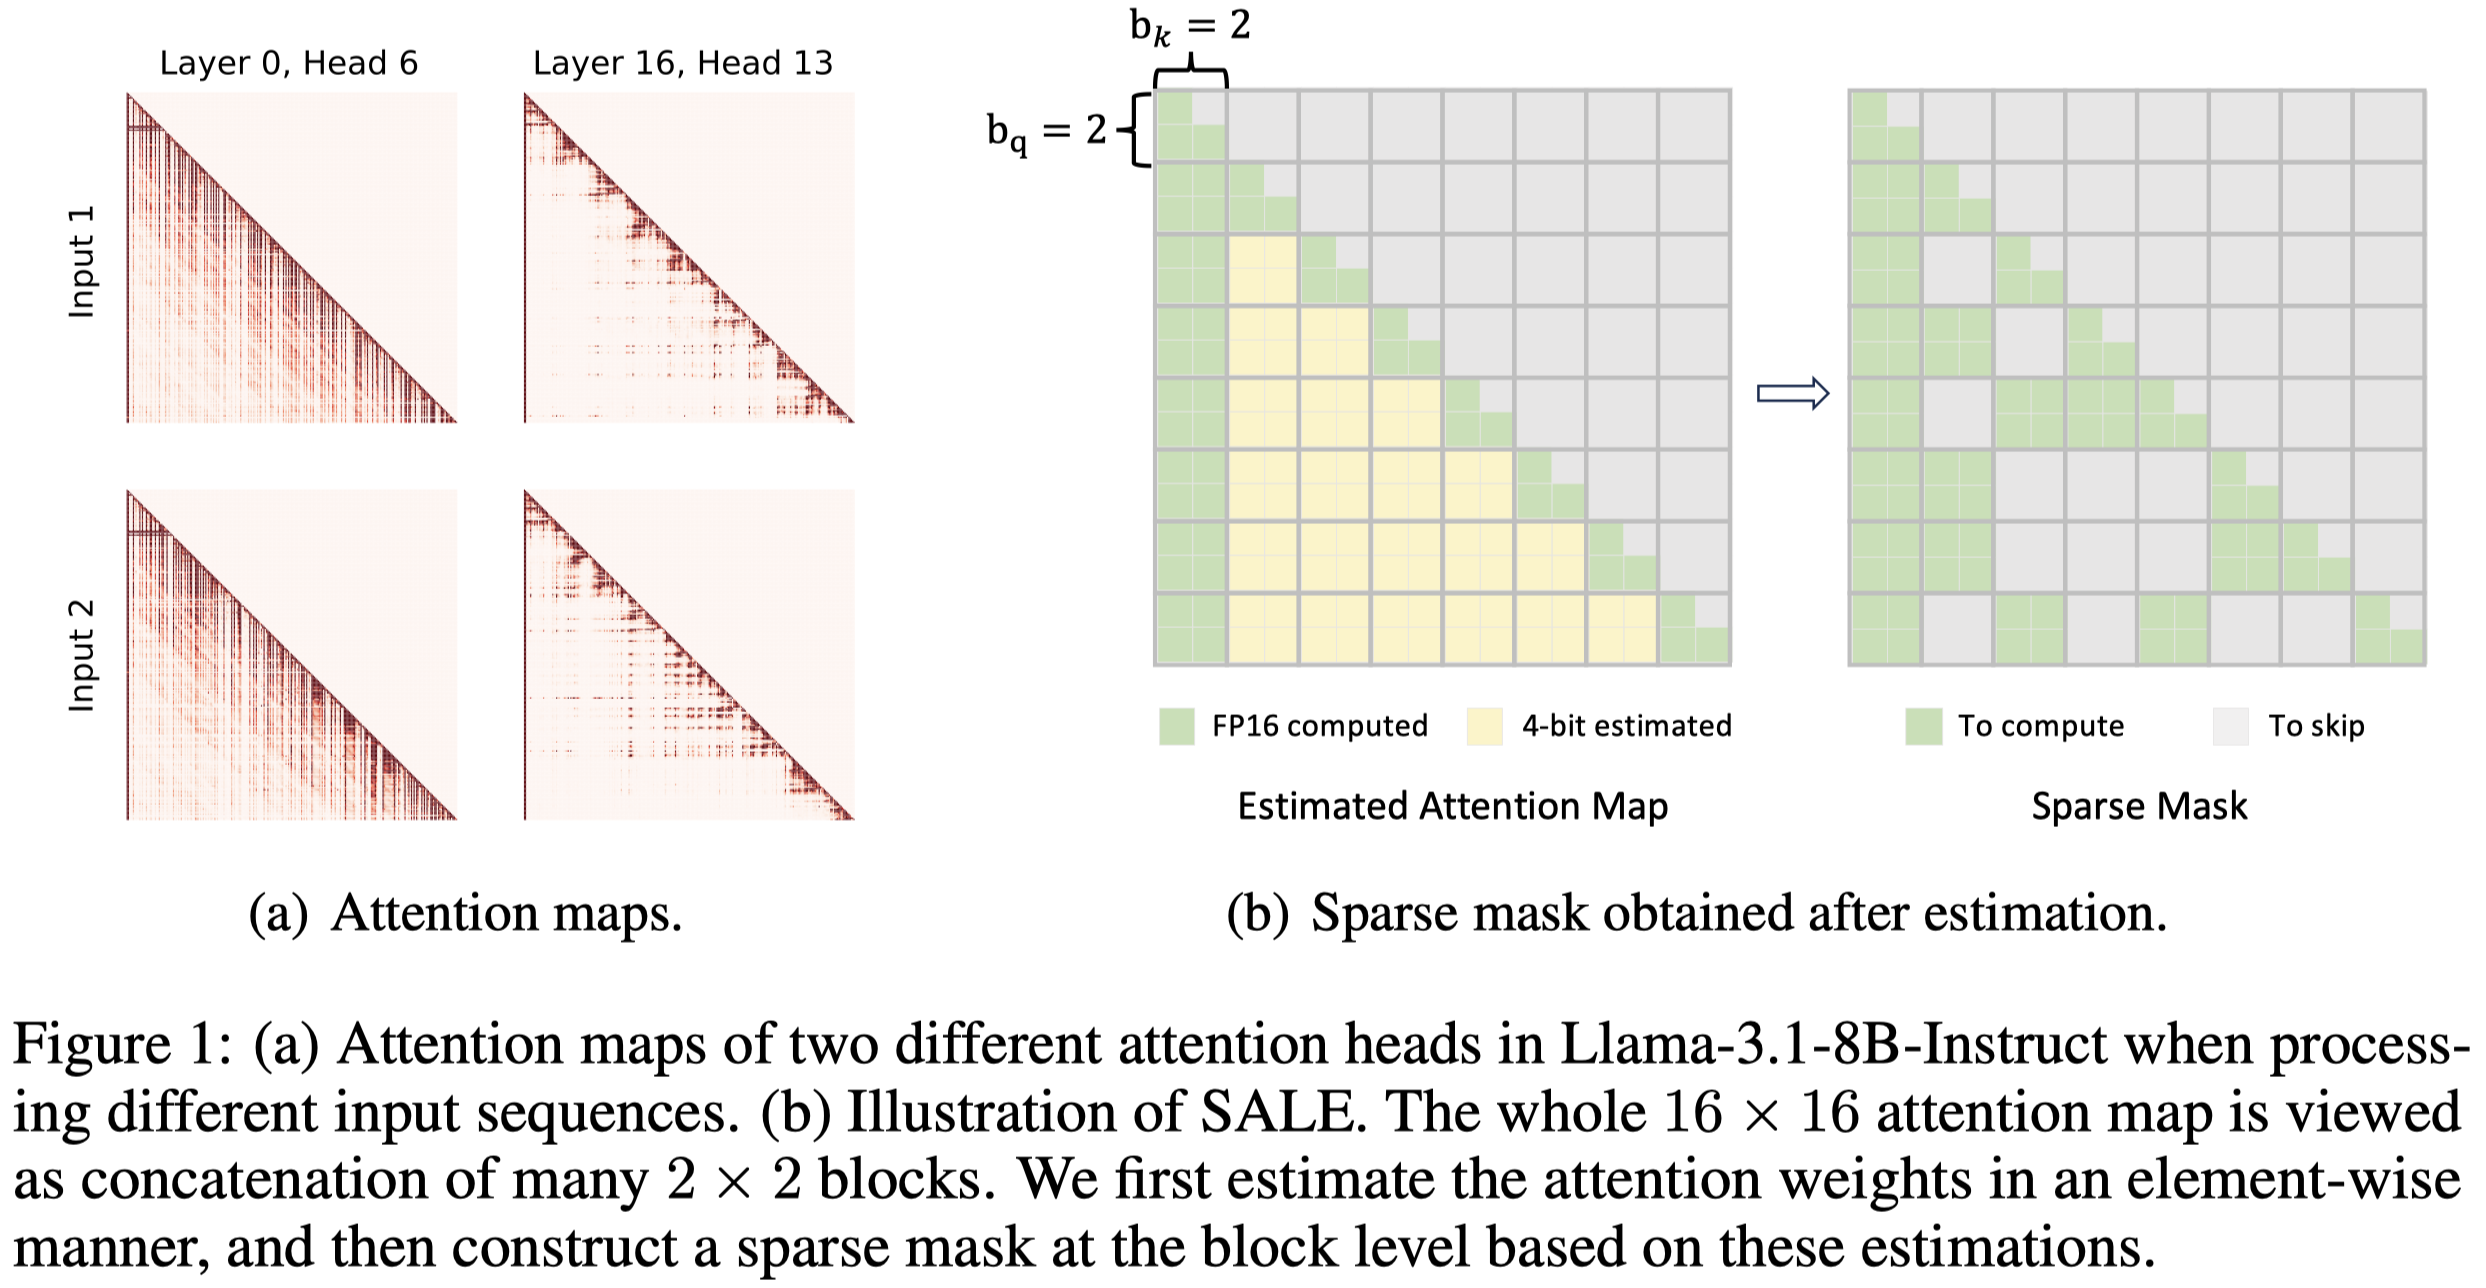 Layer 0, Head 6
Layer 16, Head 13
Input 1
Input 2
(a) Attention maps.
b_k = 2
b_q = 2
FP16 computed
4-bit estimated
Estimated Attention Map
To compute
To skip
Sparse Mask
(b) Sparse mask obtained after estimation.
Figure 1: (a) Attention maps of two different attention heads in Llama-3.1-8B-Instruct when process-
ing different input sequences. (b) Illustration of SALE. The whole 16 × 16 attention map is viewed
as concatenation of many 2 × 2 blocks. We first estimate the attention weights in an element-wise
manner, and then construct a sparse mask at the block level based on these estimations.